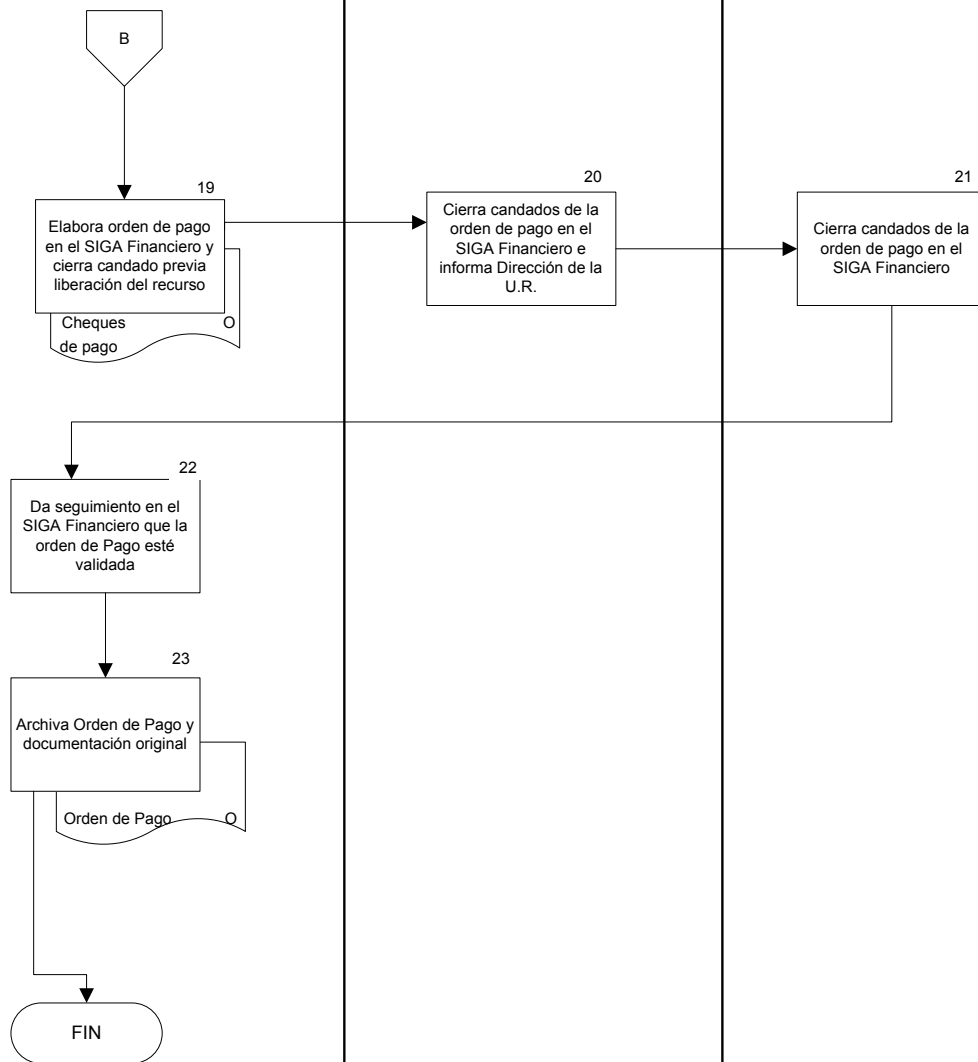 B
19
Elabora orden de pago
en el SIGA Financiero y
cierra candado previa
liberación del recurso
Cheques O
de pago
20
Cierra candados de la
orden de pago en el
SIGA Financiero e
informa Dirección de la
U.R.
21
Cierra candados de la
orden de pago en el
SIGA Financiero
22
Da seguimiento en el
SIGA Financiero que la
orden de Pago esté
validada
23
Archiva Orden de Pago y
documentación original
Orden de Pago O
FIN